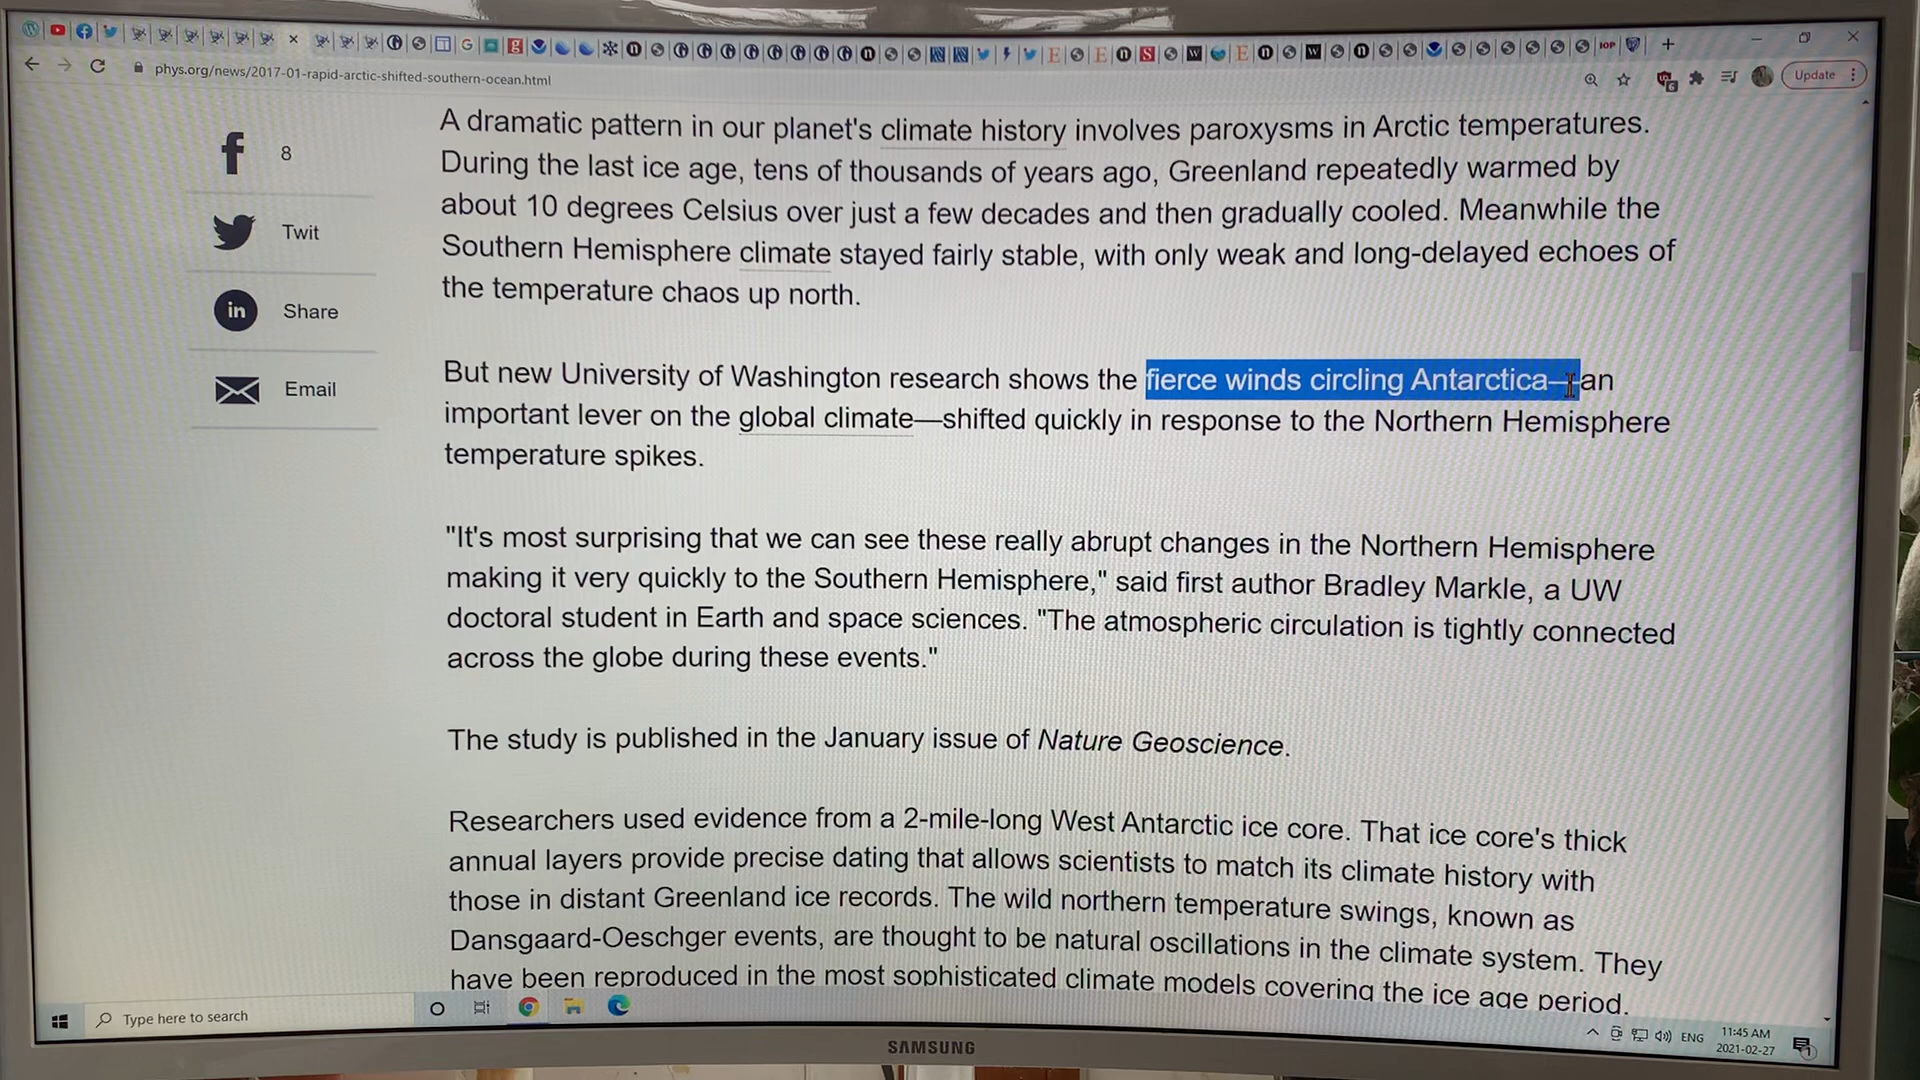 phys.org/news/2017-01-rapid-arctic-shifted-southern-ocean.html
Update
8
Twit
in Share
Email
A dramatic pattern in our planet's climate history involves paroxysms in Arctic temperatures.
During the last ice age, tens of thousands of years ago, Greenland repeatedly warmed by
about 10 degrees Celsius over just a few decades and then gradually cooled. Meanwhile the
Southern Hemisphere climate stayed fairly stable, with only weak and long-delayed echoes of
the temperature chaos up north.
But new University of Washington research shows the fierce winds circling Antarctica—an
important lever on the global climate—shifted quickly in response to the Northern Hemisphere
temperature spikes.
"It's most surprising that we can see these really abrupt changes in the Northern Hemisphere
making it very quickly to the Southern Hemisphere," said first author Bradley Markle, a UW
doctoral student in Earth and space sciences. "The atmospheric circulation is tightly connected
across the globe during these events."
The study is published in the January issue of Nature Geoscience.
Researchers used evidence from a 2-mile-long West Antarctic ice core. That ice core's thick
annual layers provide precise dating that allows scientists to match its climate history with
those in distant Greenland ice records. The wild northern temperature swings, known as
Dansgaard-Oeschger events, are thought to be natural oscillations in the climate system. They
have been reproduced in the most sophisticated climate models covering the ice age period.
Type here to search
ENG
11:45 AM
2021-02-27
SAMSUNG